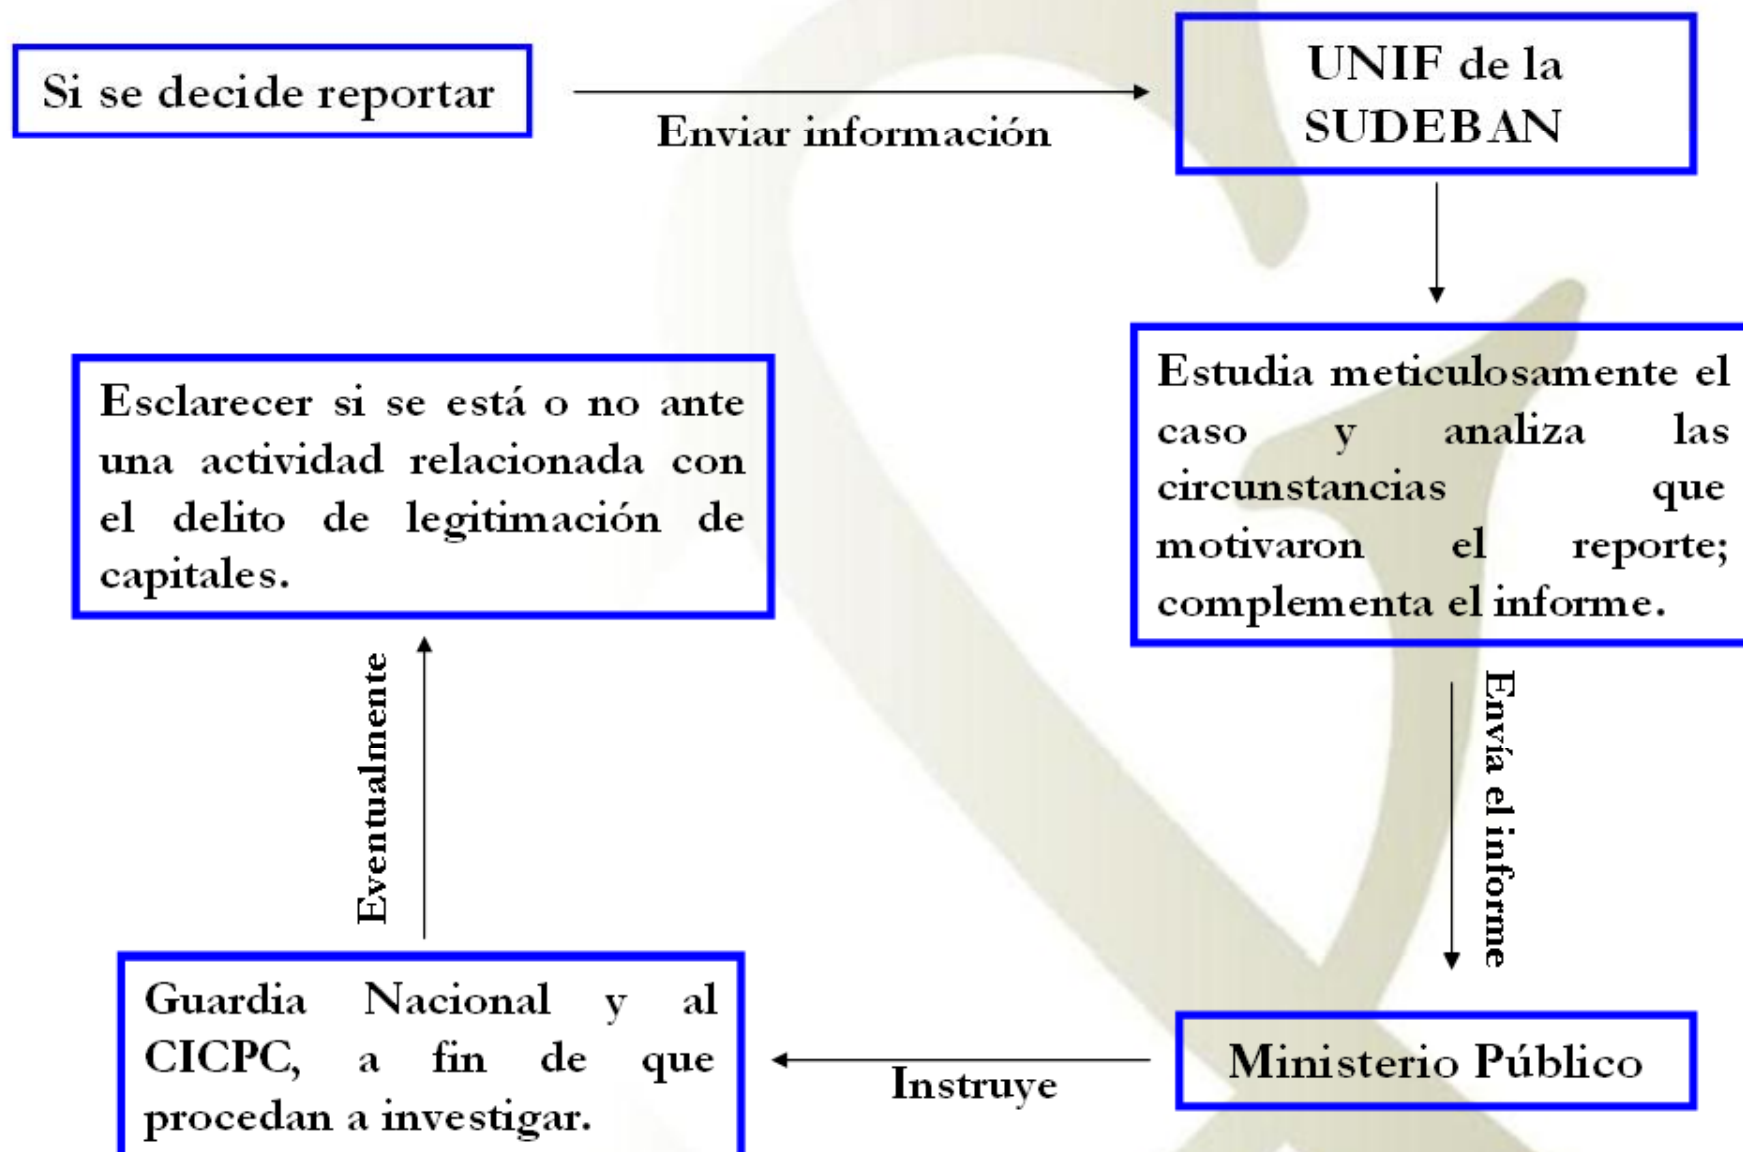 Si se decide reportar
Enviar información
UNIF de la
SUDEBAN
Estudia meticulosamente el
caso y analiza las
circunstancias que
motivaron el reporte;
complementa el informe.
Envía el informe
Ministerio Público
Instruye
Guardia Nacional y al
CICPC, a fin de que
procedan a investigar.
Eventualmente
Esclarecer si se está o no ante
una actividad relacionada con
el delito de legitimación de
capitales.